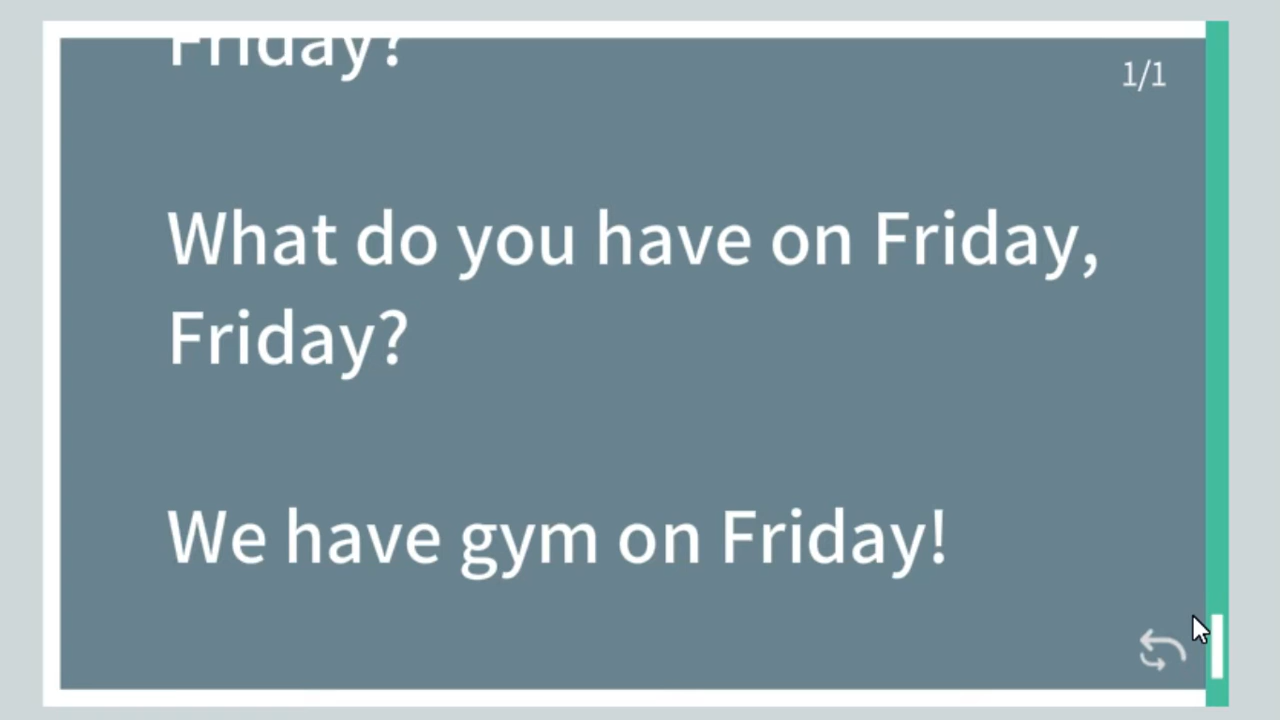 Friday?
1/1
What do you have on Friday,
Friday?
We have gym on Friday!